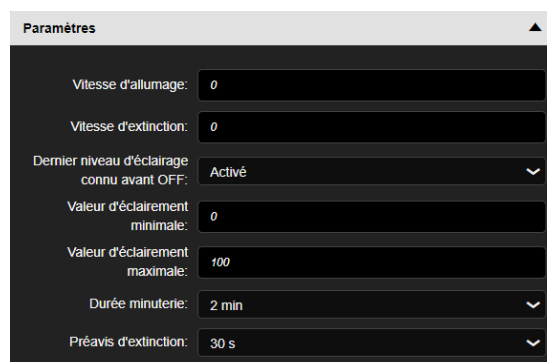 Paramètres
Vitesse d'allumage: 0
Vitesse d'extinction: 0
Dernier niveau d'éclairage
connu avant OFF: Activé
Valeur d'éclairement
minimale: 0
Valeur d'éclairement
maximale: 100
Durée minuterie: 2 min
Préavis d'extinction: 30 s